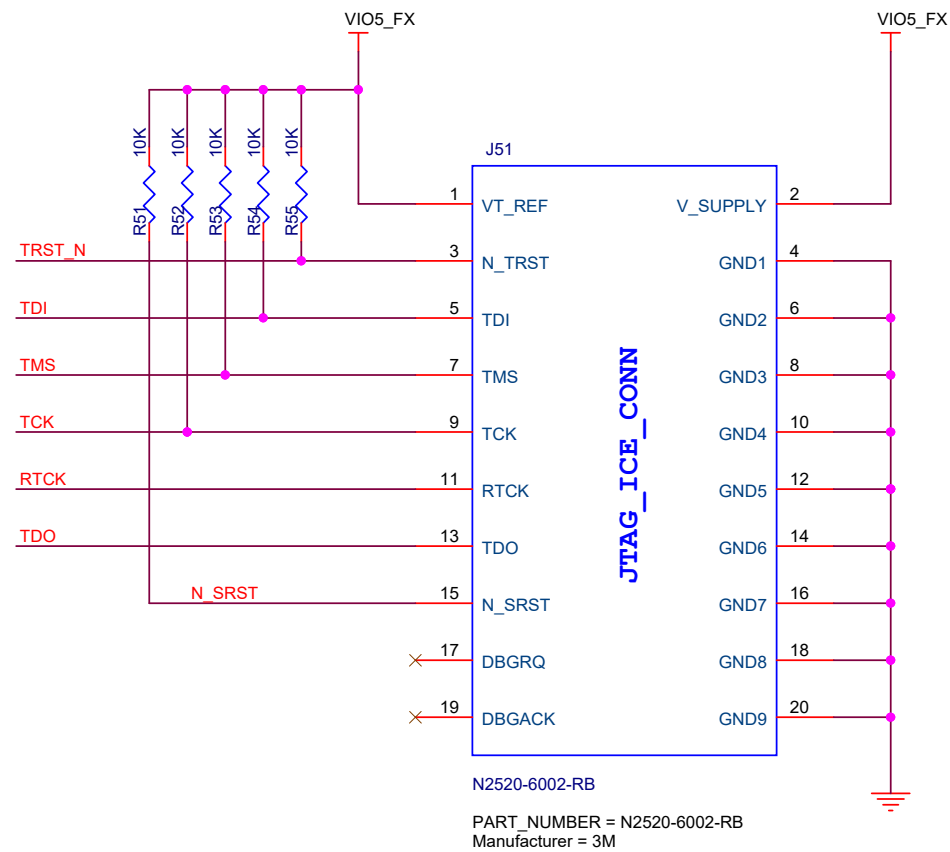 VIO5_FX
VIO5_FX
10K
10K
10K
10K
10K
R51
R52
R53
R54
R55
J51
1 VT_REF
V_SUPPLY 2
TRST_N
3 N_TRST
GND1 4
TDI
5 TDI
GND2 6
TMS
7 TMS
GND3 8
TCK
9 TCK
GND4 10
RTCK
11 RTCK
GND5 12
TDO
13 TDO
GND6 14
N_SRST
15 N_SRST
GND7 16
17 DBGRQ
GND8 18
19 DBGACK
GND9 20
JTAG_ICE_CONN
N2520-6002-RB
PART_NUMBER = N2520-6002-RB
Manufacturer = 3M